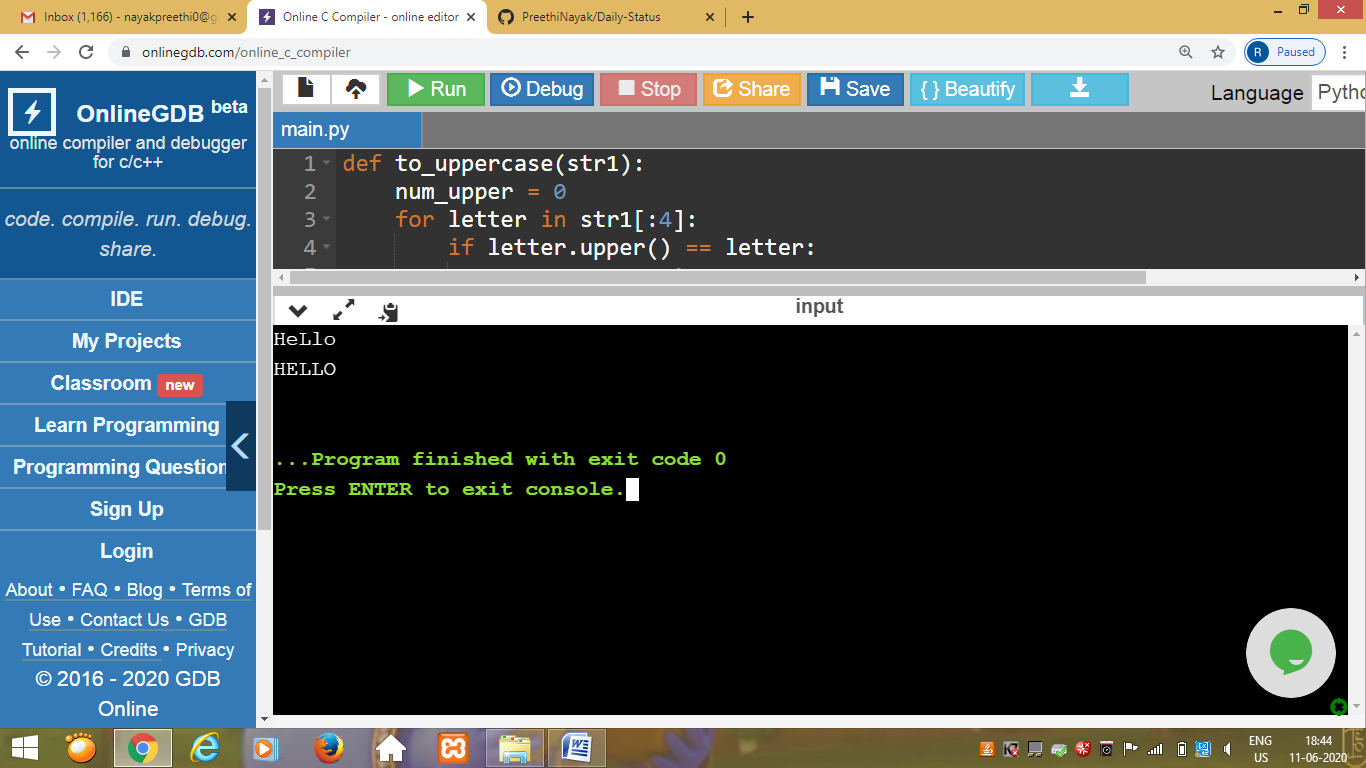 Inbox (1,166) - nayakpreethi0@g
Online C Compiler - online editor
PreethiNayak/Daily-Status
onlinegdb.com/online_c_compiler
R Paused
OnlineGDB beta
online compiler and debugger
for c/c++
code. compile. run. debug.
share.
IDE
My Projects
Classroom new
Learn Programming
Programming Question
Sign Up
Login
About • FAQ • Blog • Terms of
Use • Contact Us • GDB
Tutorial • Credits • Privacy
© 2016 - 2020 GDB
Online
Run Debug Stop Share Save { } Beautify
Language Pytho
main.py
1 def to_uppercase(str1):
2 num_upper = 0
3 for letter in str1[:4]:
4 if letter.upper() == letter:
input
HeLlo
HELLO
...Program finished with exit code 0
Press ENTER to exit console.
ENG
US
18:44
11-06-2020